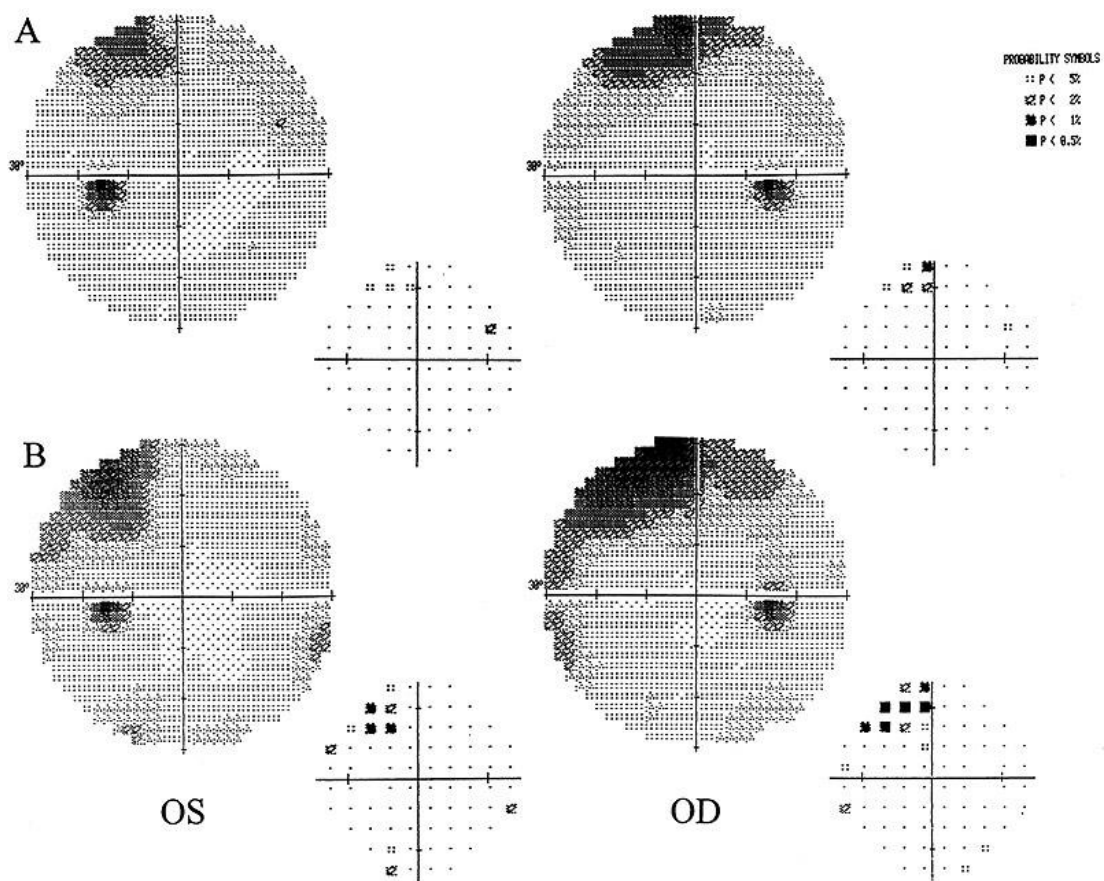 A
PROBABILITY SYMBOLS
P < 5%
P < 2%
P < 1%
P < 0.5%
30°
30°
B
30°
30°
OS
OD